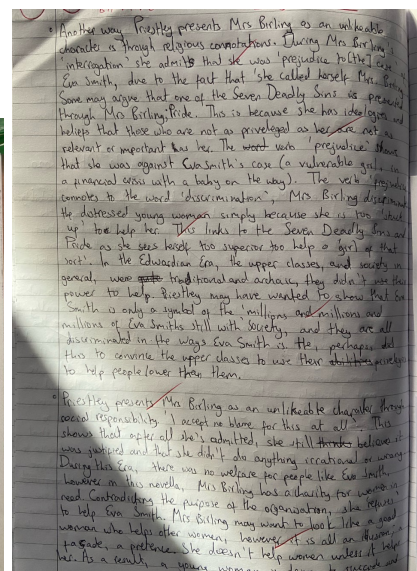 • Another way Priestley presents Mrs Birling as an unlikeable
character is through religious connotations. During Mrs Birling's
'interrogation' she admits that she was 'prejudice to [the] case
Eva Smith, due to the fact that 'she called herself Mrs. Birling
Some may argue that one of the Seven Deadly Sins is presented
through Mrs Birling; Pride. This is because she has ideologies and
beliefs that those who are not as priveleged as her are not as
relevant or important has her. The verb 'prejudice' shows
that she was against Eva Smith's case (a vulnerable girl, in
a financial crisis with a baby on the way). The verb 'prejudice
connotes to the word 'discrimination', Mrs Birling discriminated
the distressed young woman simply because she is too 'stuck
up' too help her. This links to the Seven Deadly Sins and
Pride as she sees herself too superior too help a 'girl of that
sort'. In the Edwardian Era, the upper classes, and society in
general, were traditional and archaic, they didn't use their
power to help. Priestley may have wanted to show that Eva
Smith is only a symbol of the 'millions and millions and
millions of Eva Smiths still with society, and they are all
discriminated in the ways Eva Smith is the, perhaps did
this to convince the upper classes to use their
to help people lower than them.
• Priestley presents Mrs Birling as an unlikeable character through
social responsibility. 'I accept no blame for this at all'. This
shows that after all she's admitted, she still believes it
was justified and that she didn't do anything irrational or wrong.
During this Era, there was no welfare for people like Eva Smith,
however in this novella, Mrs Birling has a charity for women in
need. Contradicting the purpose of the organisation, she refuses
to help Eva Smith. Mrs Birling may want to look like a good
woman she helps other women, however it is all an illusion, a
façade, a pretence. She doesn't help women unless it helps
her. As a result, a young woman